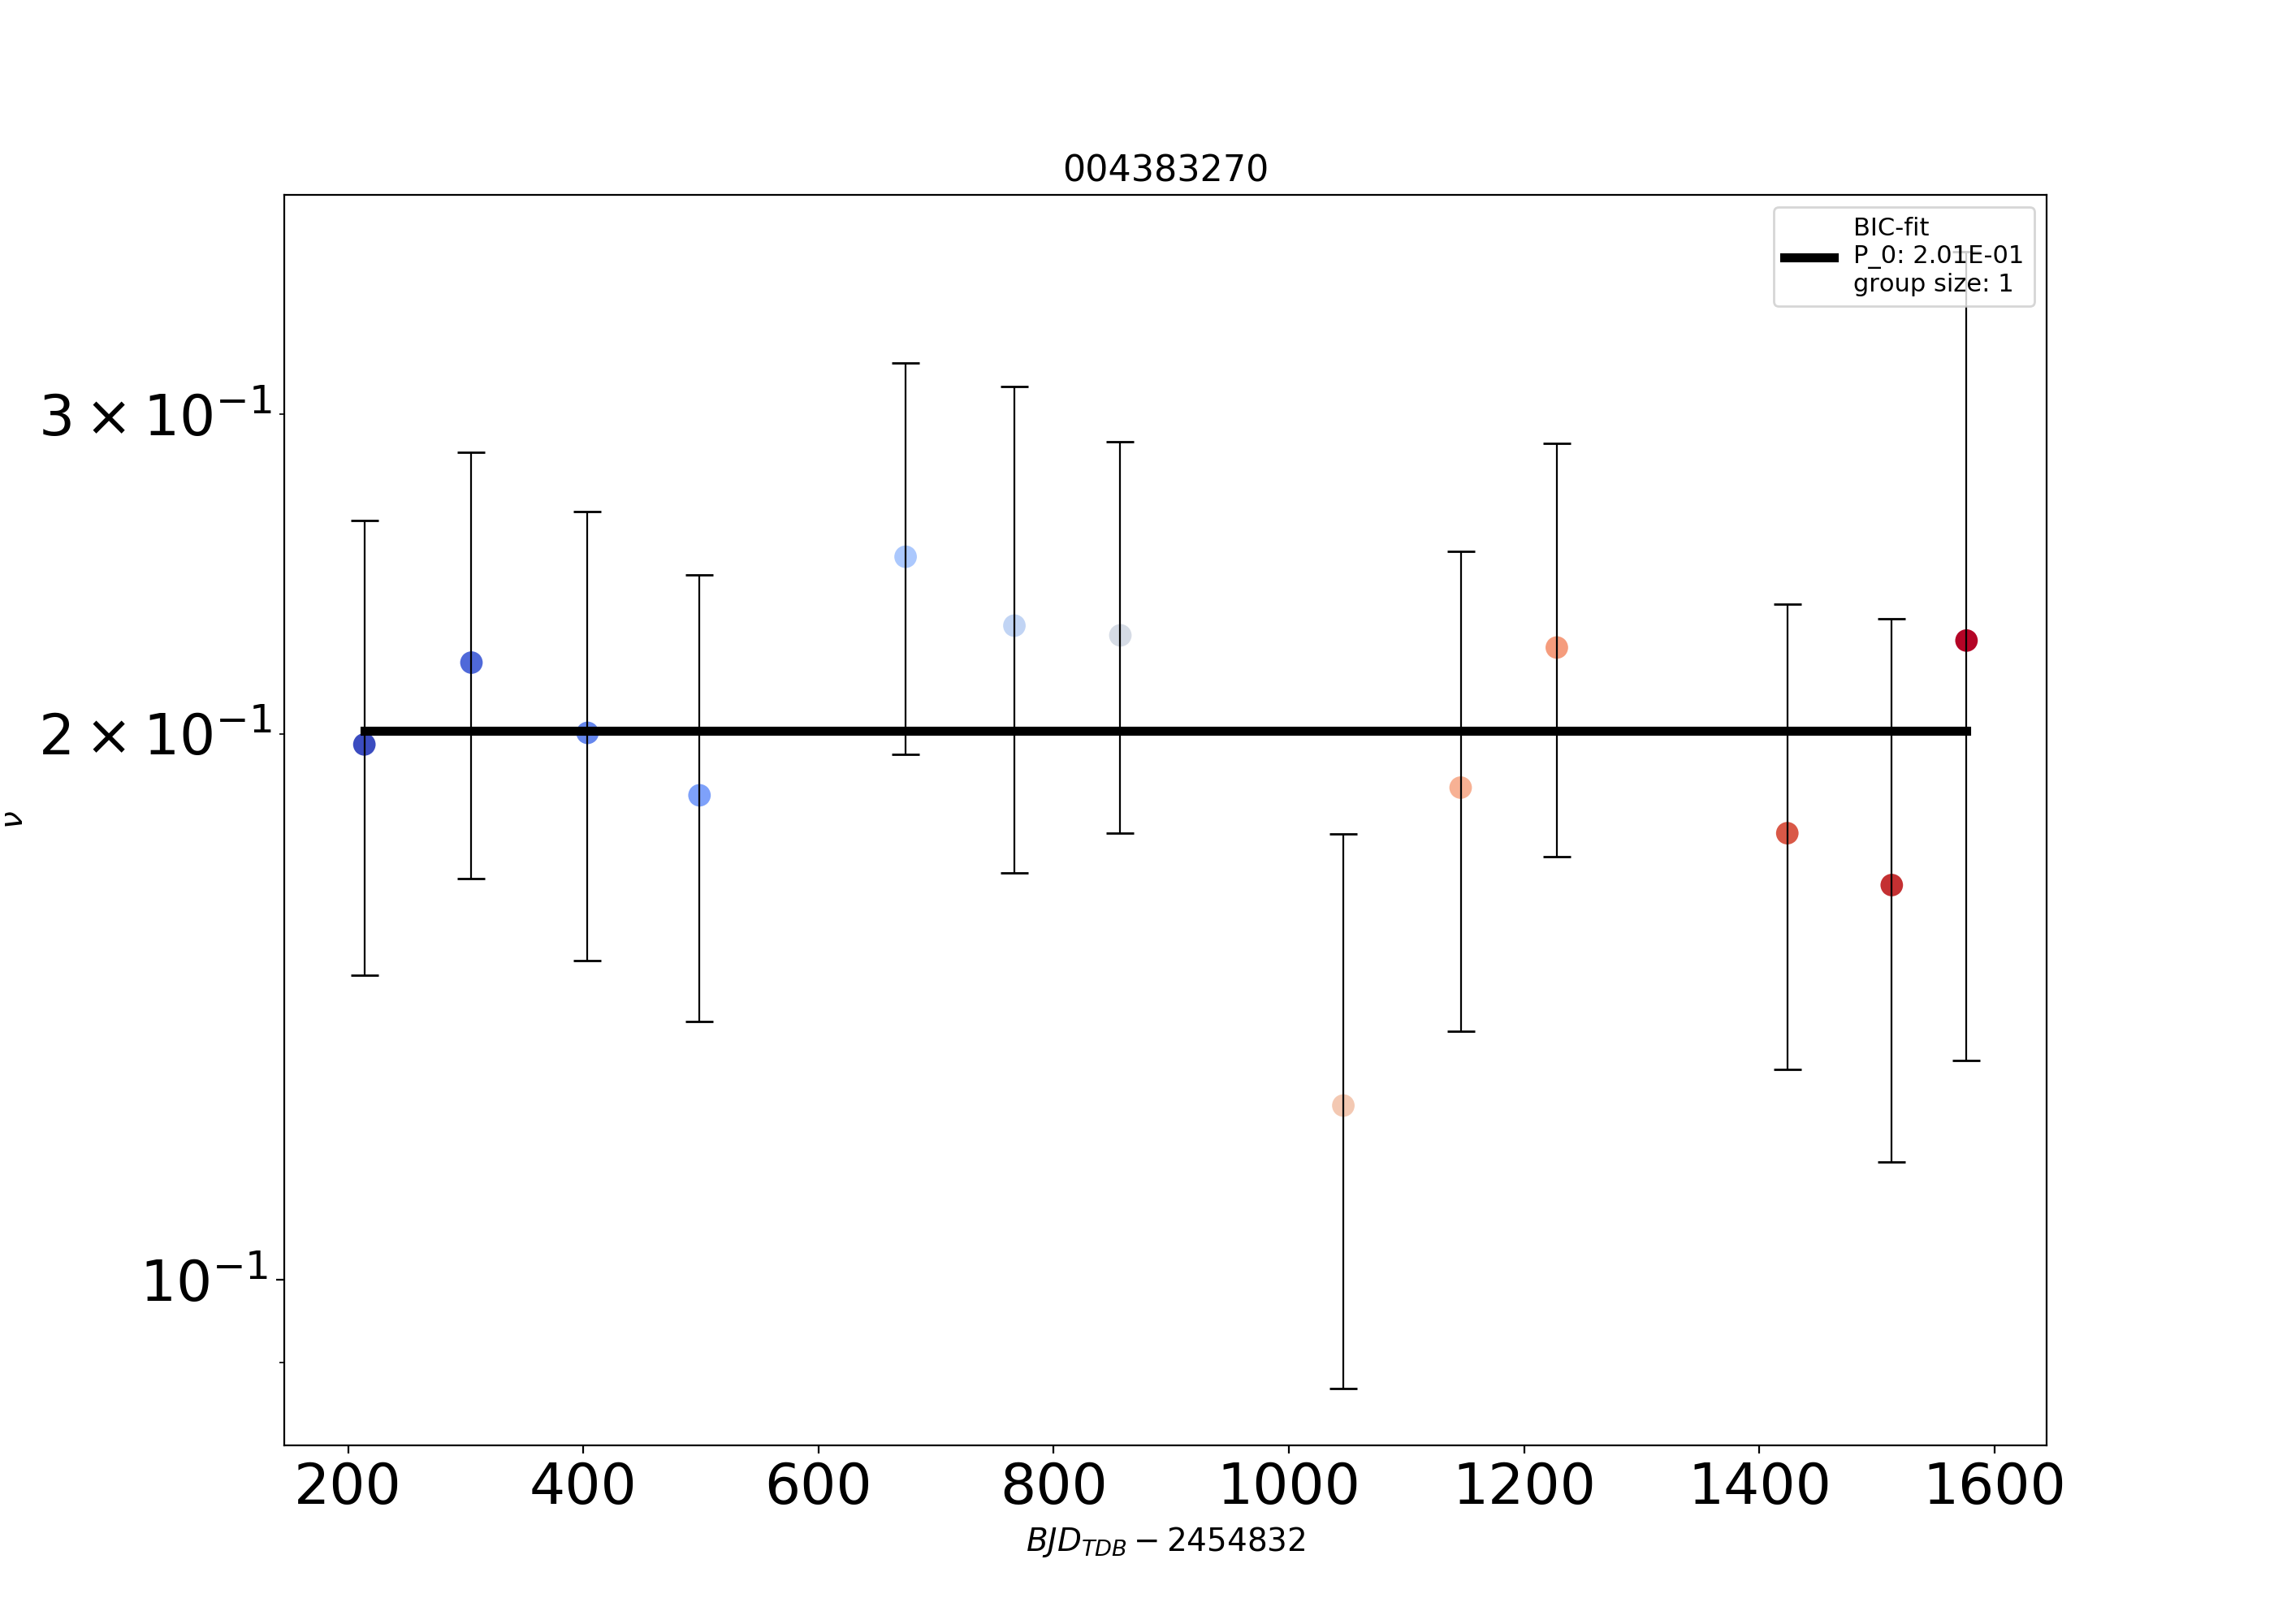 004383270
BIC-fit
P_0: 2.01E-01
group size: 1
3 × 10⁻¹
2 × 10⁻¹
10⁻¹
ν
200 400 600 800 1000 1200 1400 1600
BJD_TDB − 2454832